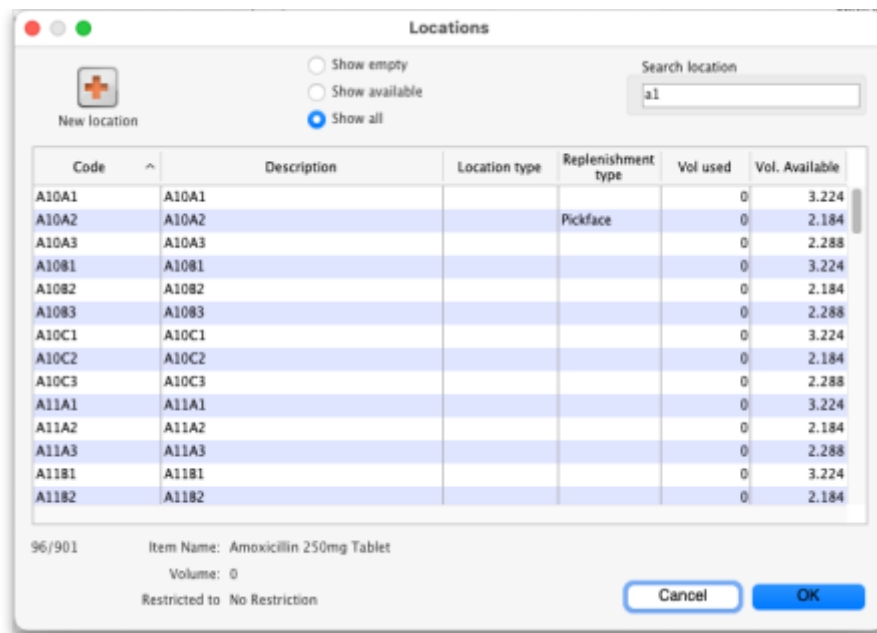 Locations
Show empty
Show available
Show all
New location
Search location
a1
Code Description Location type Replenishment type Vol used Vol. Available
A10A1 A10A1 0 3.224
A10A2 A10A2 Pickface 0 2.184
A10A3 A10A3 0 2.288
A10B1 A10B1 0 3.224
A10B2 A10B2 0 2.184
A10B3 A10B3 0 2.288
A10C1 A10C1 0 3.224
A10C2 A10C2 0 2.184
A10C3 A10C3 0 2.288
A11A1 A11A1 0 3.224
A11A2 A11A2 0 2.184
A11A3 A11A3 0 2.288
A11B1 A11B1 0 3.224
A11B2 A11B2 0 2.184
96/901 Item Name: Amoxicillin 250mg Tablet
Volume: 0
Restricted to No Restriction
Cancel OK